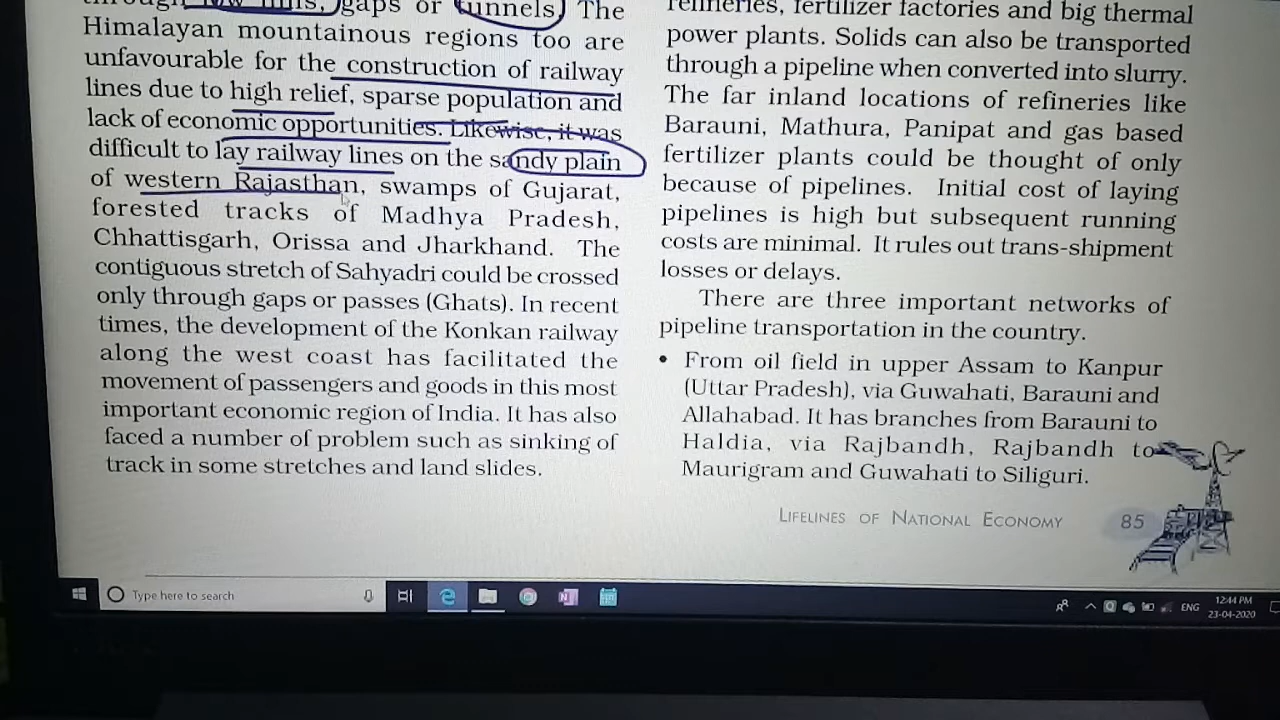 through low hills, gaps or tunnels. The
Himalayan mountainous regions too are
unfavourable for the construction of railway
lines due to high relief, sparse population and
lack of economic opportunities. Likewise, it was
difficult to lay railway lines on the sandy plain
of western Rajasthan, swamps of Gujarat,
forested tracks of Madhya Pradesh,
Chhattisgarh, Orissa and Jharkhand. The
contiguous stretch of Sahyadri could be crossed
only through gaps or passes (Ghats). In recent
times, the development of the Konkan railway
along the west coast has facilitated the
movement of passengers and goods in this most
important economic region of India. It has also
faced a number of problem such as sinking of
track in some stretches and land slides.
refineries, fertilizer factories and big thermal
power plants. Solids can also be transported
through a pipeline when converted into slurry.
The far inland locations of refineries like
Barauni, Mathura, Panipat and gas based
fertilizer plants could be thought of only
because of pipelines. Initial cost of laying
pipelines is high but subsequent running
costs are minimal. It rules out trans-shipment
losses or delays.
There are three important networks of
pipeline transportation in the country.
• From oil field in upper Assam to Kanpur
(Uttar Pradesh), via Guwahati, Barauni and
Allahabad. It has branches from Barauni to
Haldia, via Rajbandh, Rajbandh to
Maurigram and Guwahati to Siliguri.
LIFELINES OF NATIONAL ECONOMY 85
Type here to search
ENG
12:44 PM
23-04-2020